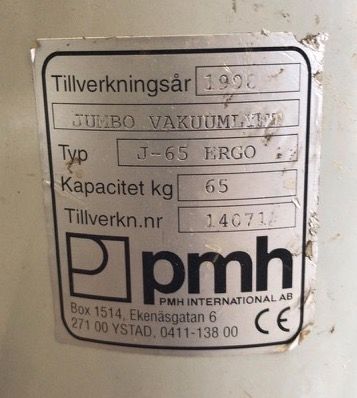 Tillverkningsår 1998
JUMBO VAKUUMLYFT
Typ J-65 ERGO
Kapacitet kg 65
Tillverkn.nr 14071
pmh
PMH INTERNATIONAL AB
Box 1514, Ekenäsgatan 6
271 00 YSTAD, 0411-138 00
CE